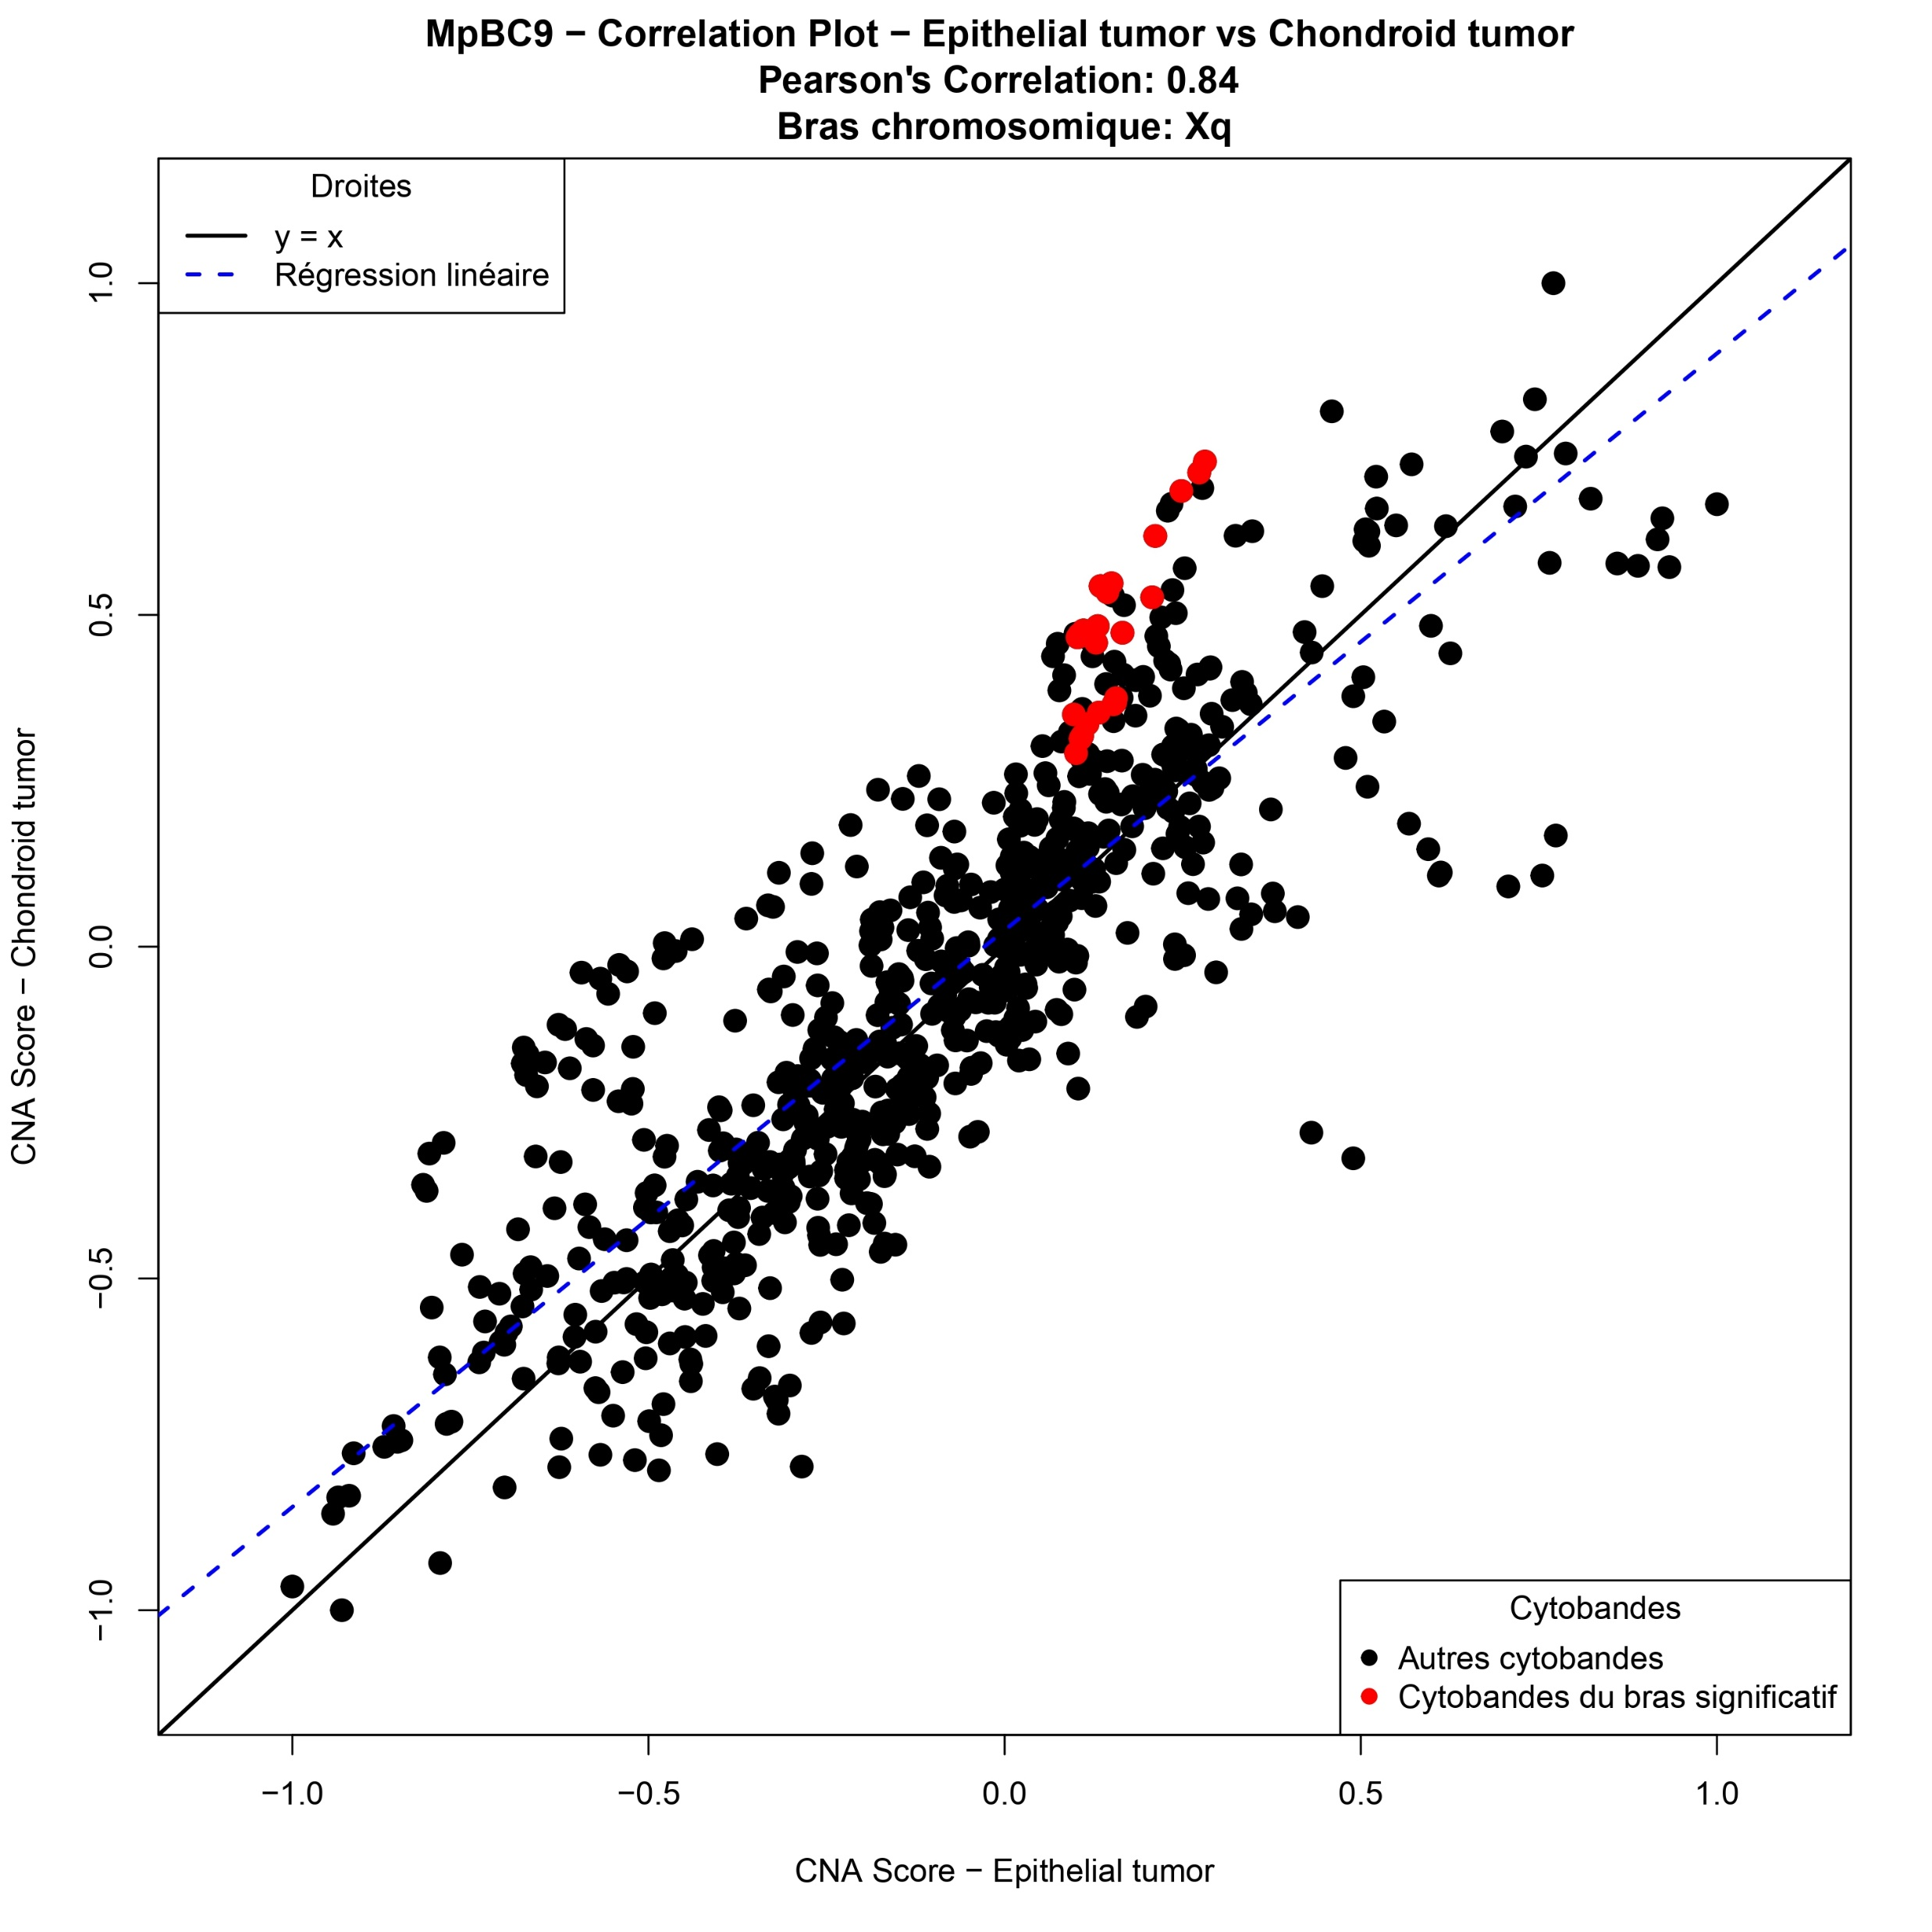 MpBC9 − Correlation Plot − Epithelial tumor vs Chondroid tumor
Pearson's Correlation: 0.84
Bras chromosomique: Xq
Droites
y = x
Régression linéaire
CNA Score − Chondroid tumor
1.0
0.5
0.0
−0.5
−1.0
Cytobandes
Autres cytobandes
Cytobandes du bras significatif
−1.0
−0.5
0.0
0.5
1.0
CNA Score − Epithelial tumor